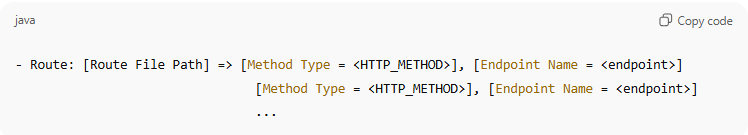 java
Copy code
- Route: [Route File Path] => [Method Type = <HTTP_METHOD>], [Endpoint Name = <endpoint>]
[Method Type = <HTTP_METHOD>], [Endpoint Name = <endpoint>]
...